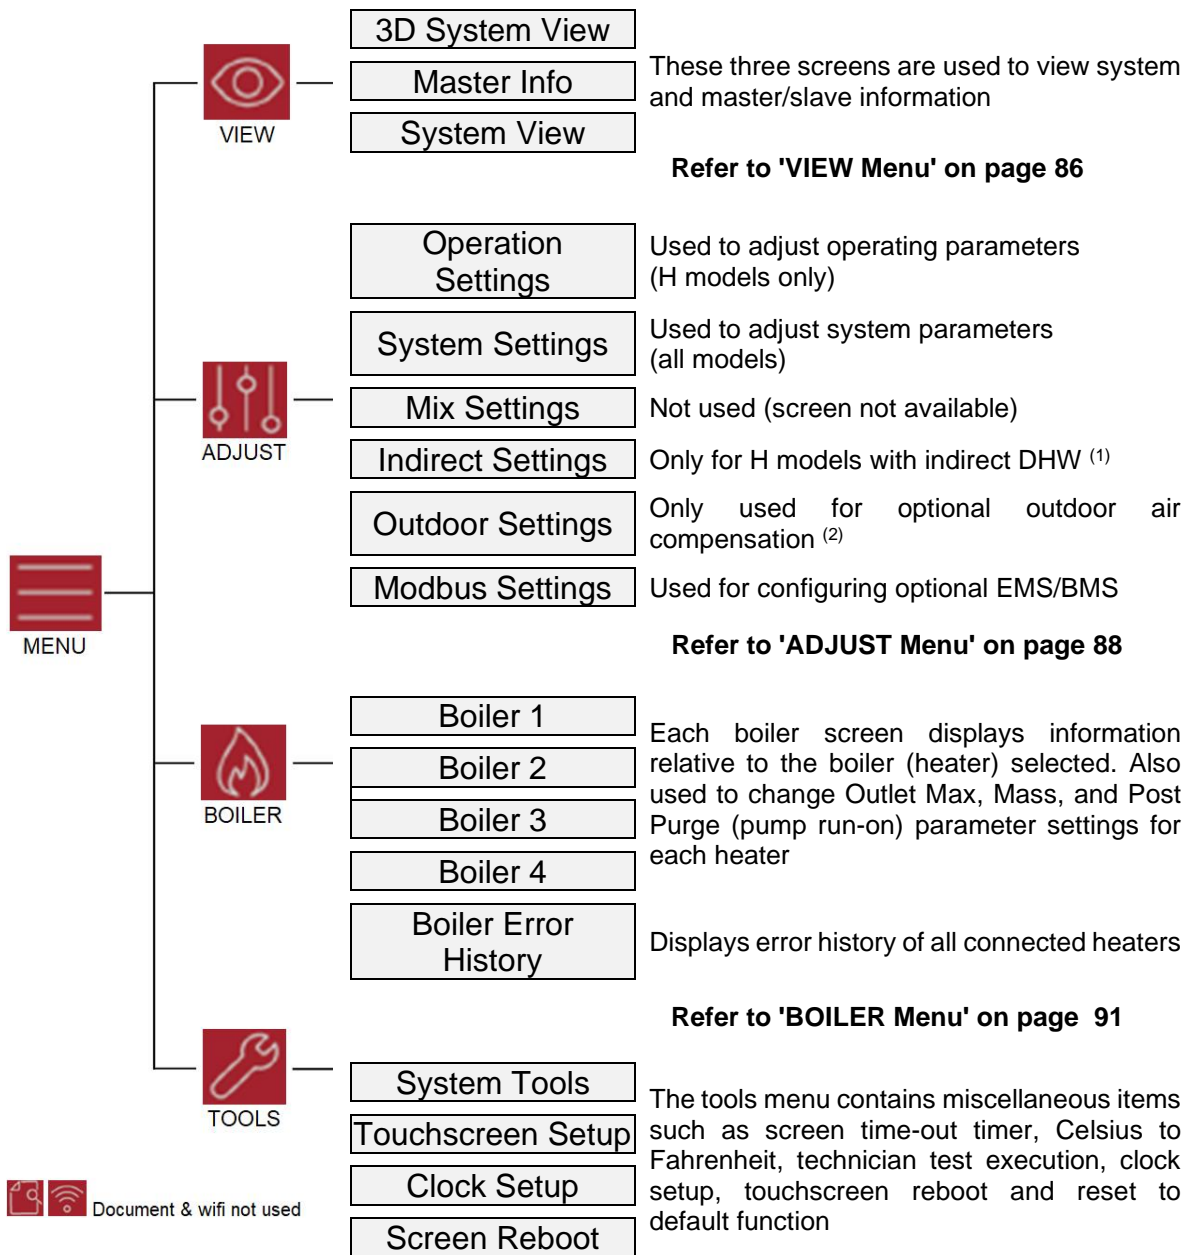 3D System View
Master Info
System View
VIEW
These three screens are used to view system
and master/slave information
Refer to 'VIEW Menu' on page 86
Operation
Settings
Used to adjust operating parameters
(H models only)
System Settings
Used to adjust system parameters
(all models)
Mix Settings
Not used (screen not available)
ADJUST
Indirect Settings
Only for H models with indirect DHW (1)
Outdoor Settings
Only used for optional outdoor air
compensation (2)
Modbus Settings
Used for configuring optional EMS/BMS
MENU
Refer to 'ADJUST Menu' on page 88
Boiler 1
Boiler 2
Boiler 3
Boiler 4
BOILER
Each boiler screen displays information
relative to the boiler (heater) selected. Also
used to change Outlet Max, Mass, and Post
Purge (pump run-on) parameter settings for
each heater
Boiler Error
History
Displays error history of all connected heaters
Refer to 'BOILER Menu' on page 91
System Tools
Touchscreen Setup
Clock Setup
Screen Reboot
TOOLS
The tools menu contains miscellaneous items
such as screen time-out timer, Celsius to
Fahrenheit, technician test execution, clock
setup, touchscreen reboot and reset to
default function
Document & wifi not used